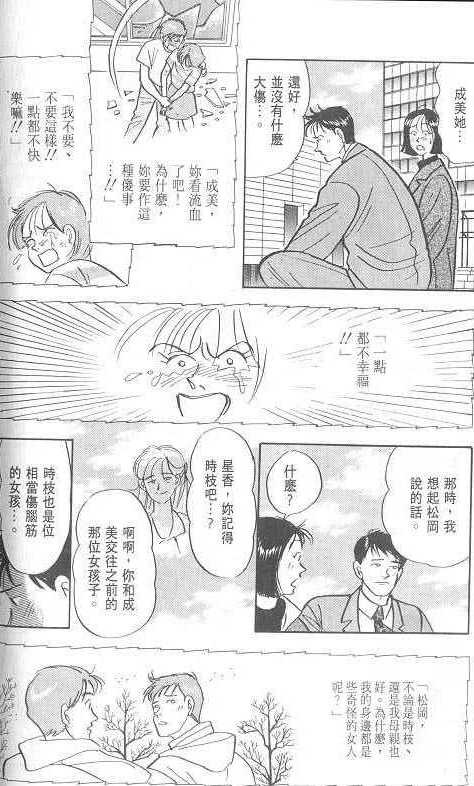 成美她…
還好，
並沒有什麼
大傷…。
「成美，
妳看流血
了吧！
為什麼，
妳要作這
種傻事
…!!」
「我不要、
不要這樣!!
一點都不快
樂嘛!!」
「一點
都不幸福
!!」
那時，我
想起松岡
說的話。
什麼？
星香，妳記得
時枝吧…？
啊啊，你和成
美交往之前的
那位女孩子。
時枝也是位
相當傷腦筋
的女孩…。
「松岡，
不論是時枝、
還是我母親也
好。為什麼，
我的身邊都是
些奇怪的女人
呢？」